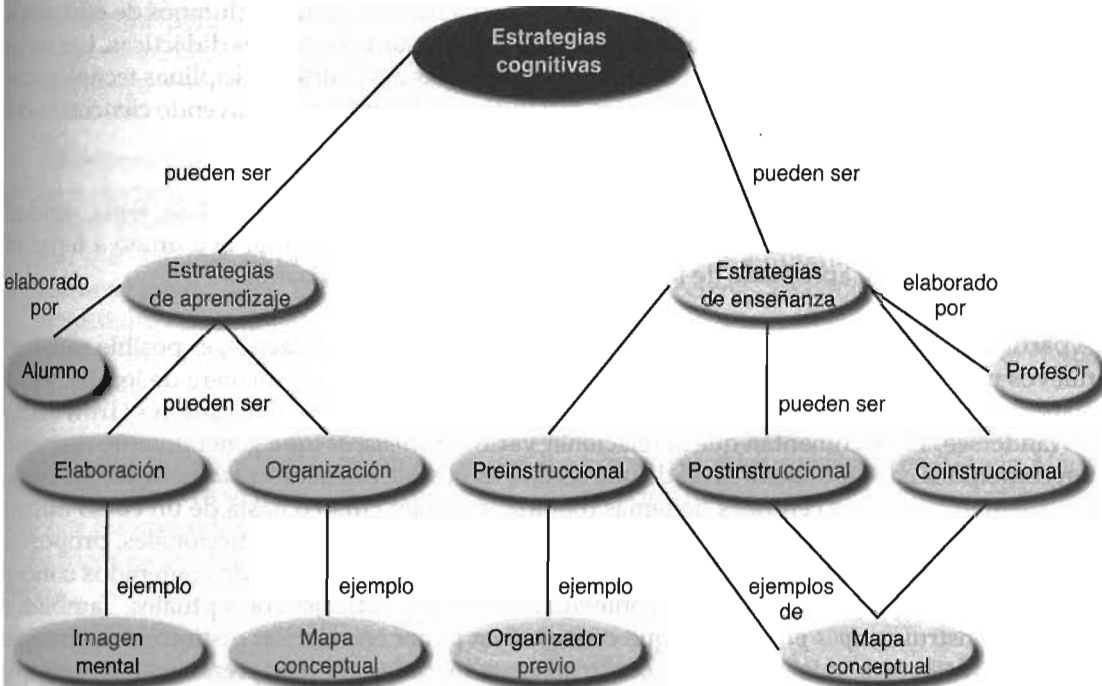 Estrategias
cognitivas
pueden ser
pueden ser
Estrategias
de aprendizaje
Estrategias
de enseñanza
elaborado
por
elaborado
por
Alumno
Profesor
pueden ser
pueden ser
Elaboración
Organización
Preinstruccional
Postinstruccional
Coinstruccional
ejemplo
ejemplo
ejemplo
ejemplos
de
Imagen
mental
Mapa
conceptual
Organizador
previo
Mapa
conceptual